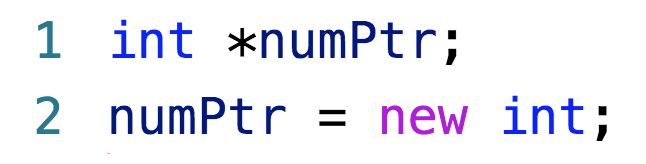 1 int *numPtr;
2 numPtr = new int;